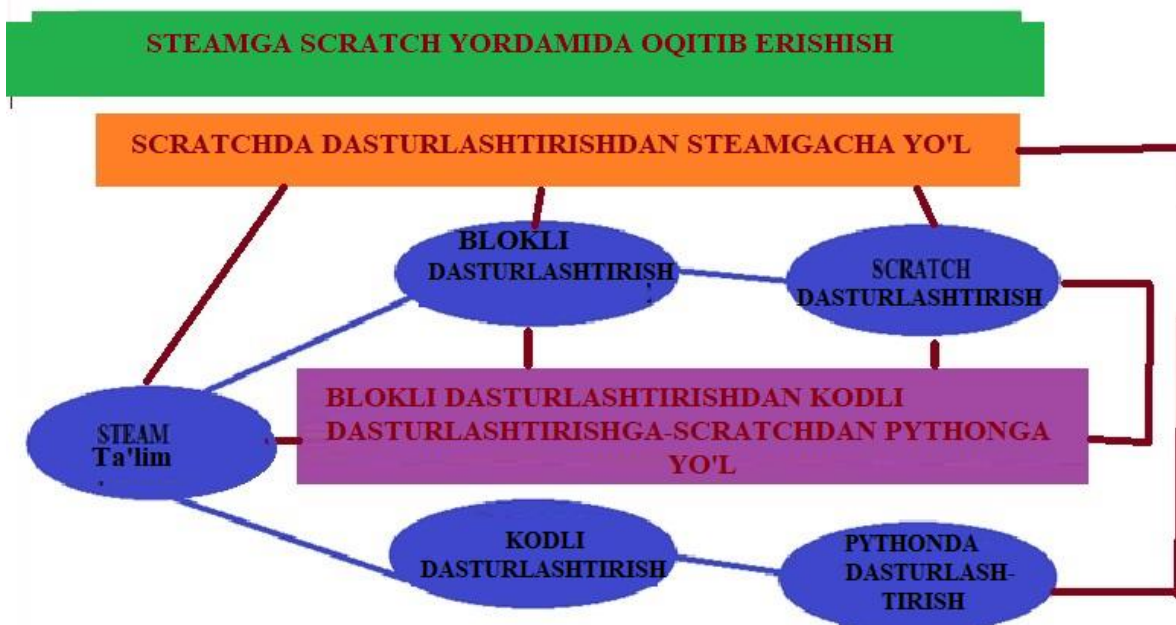 STEAMGA SCRATCH YORDAMIDA OQITIB ERISHISH
SCRATCHDA DASTURLASHTIRISHDAN STEAMGACHA YO'L
BLOKLI
DASTURLASHTIRISH
SCRATCH
DASTURLASHTIRISH
BLOKLI DASTURLASHTIRISHDAN KODLI
DASTURLASHTIRISHGA-SCRATCHDAN PYTHONGA
YO'L
STEAM
Ta'lim
KODLI
DASTURLASHTIRISH
PYTHONDA
DASTURLASH-
TIRISH